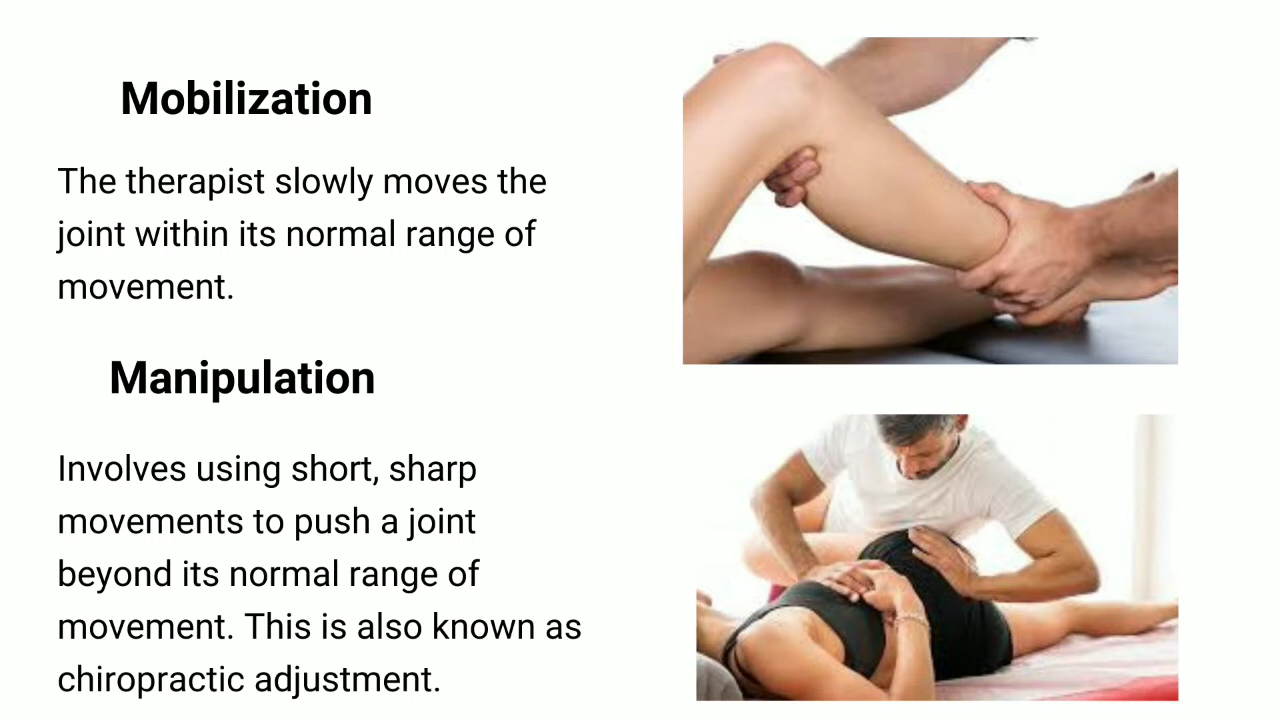 Mobilization
The therapist slowly moves the
joint within its normal range of
movement.
Manipulation
Involves using short, sharp
movements to push a joint
beyond its normal range of
movement. This is also known as
chiropractic adjustment.